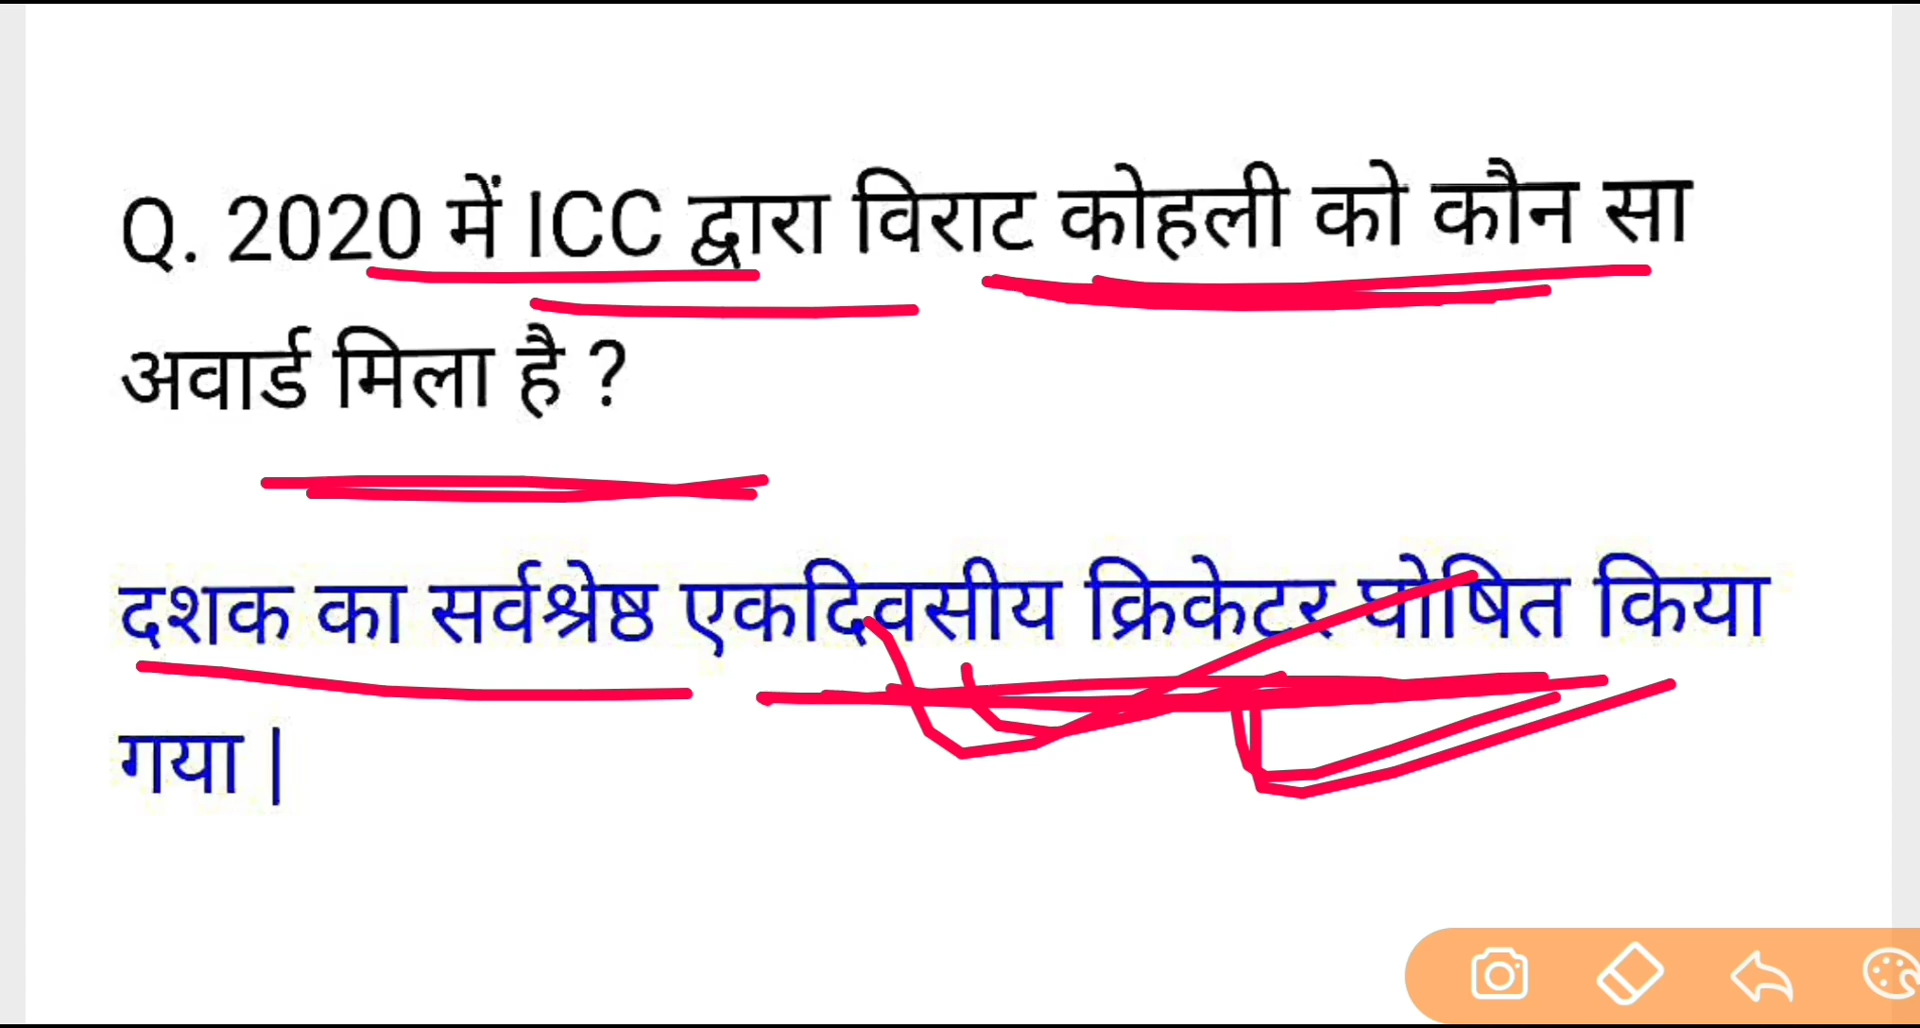 Q. 2020 में ICC द्वारा विराट कोहली को कौन सा
अवार्ड मिला है ?
दशक का सर्वश्रेष्ठ एकदिवसीय क्रिकेटर घोषित किया
गया |